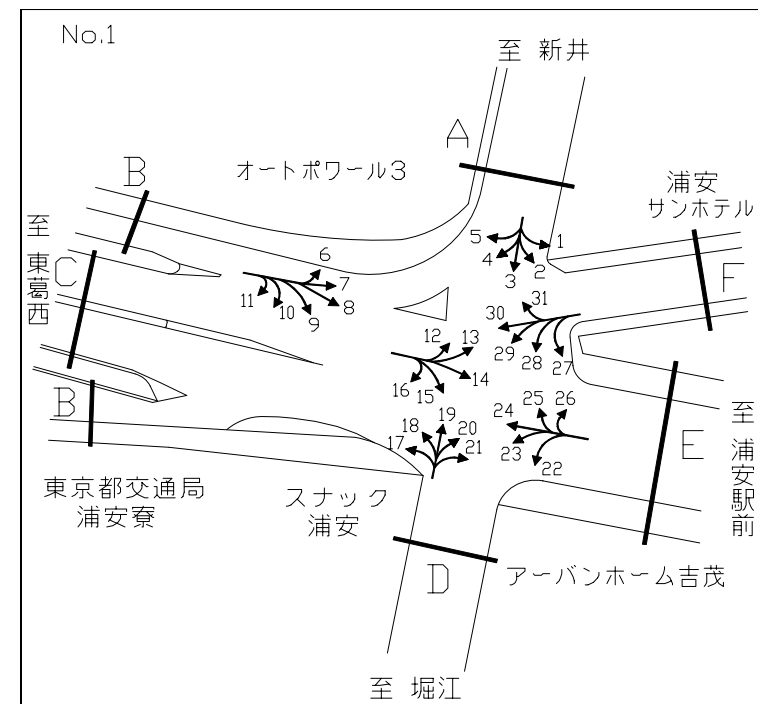 No.1
至 新井
A
オートポワール3
B
浦安
サンホテル
至 東葛西
C
F
5
1
4
3
2
6
7
8
9
10
11
31
30
29
28
27
12
13
14
15
16
B
19
18
20
17
21
25
26
24
23
22
E
至 浦安駅前
東京都交通局
浦安寮
スナック
浦安
D
アーバンホーム吉茂
至 堀江